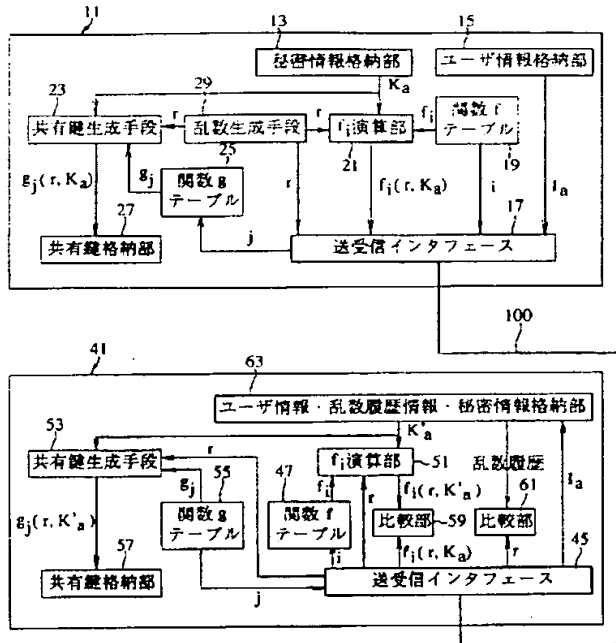 11
13
15
秘密情報格納部
ユーザ情報格納部
23
29
Ka
共有鍵生成手段
r
乱数生成手段
r
fi演算部
fi
関数f
テーブル
25
21
19
gj(r, Ka)
gj
関数g
テーブル
r
fi(r, Ka)
i
Ia
27
j
17
共有鍵格納部
送受信インタフェース
100
41
63
ユーザ情報・乱数履歴情報・秘密情報格納部
53
K'a
共有鍵生成手段
r
fi演算部
51
乱数履歴
Ia
gj
55
47
fi
r
fi(r, K'a)
61
gj(r, K'a)
関数g
テーブル
関数f
テーブル
比較部
59
比較部
57
i
fi(r, Ka)
r
45
共有鍵格納部
j
送受信インタフェース